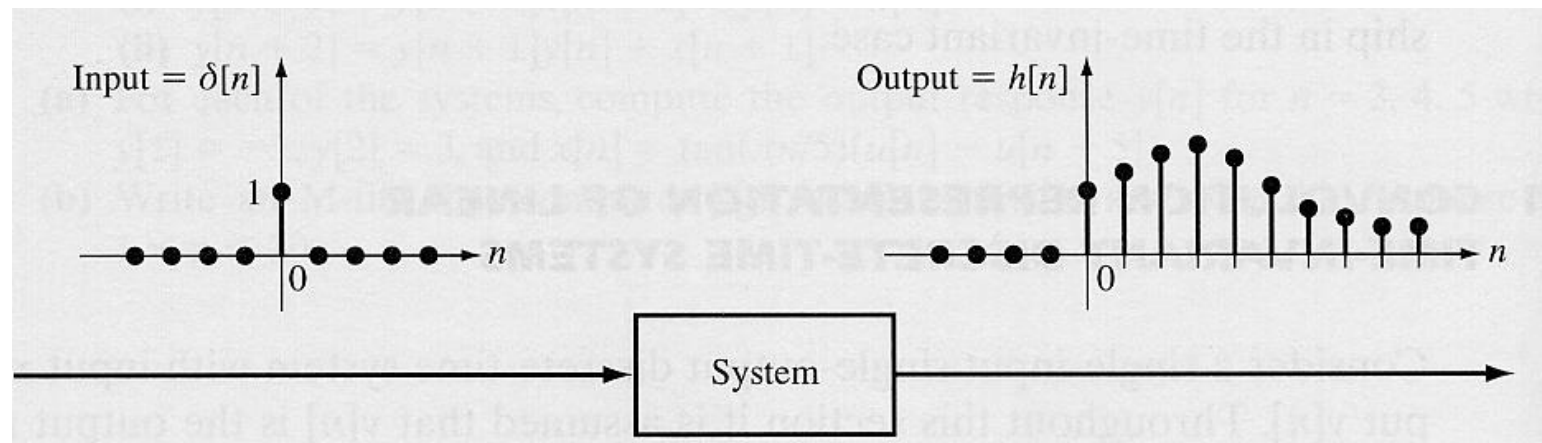 Input = δ[n]
Output = h[n]
1
n
0
n
0
System